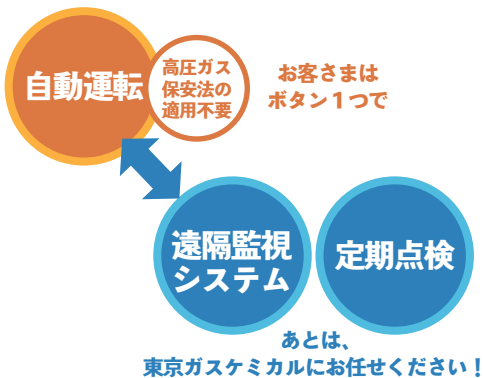 自動運転
高圧ガス
保安法の
適用不要
お客さまは
ボタン1つで
遠隔監視
システム
定期点検
あとは、
東京ガスケミカルにお任せください！